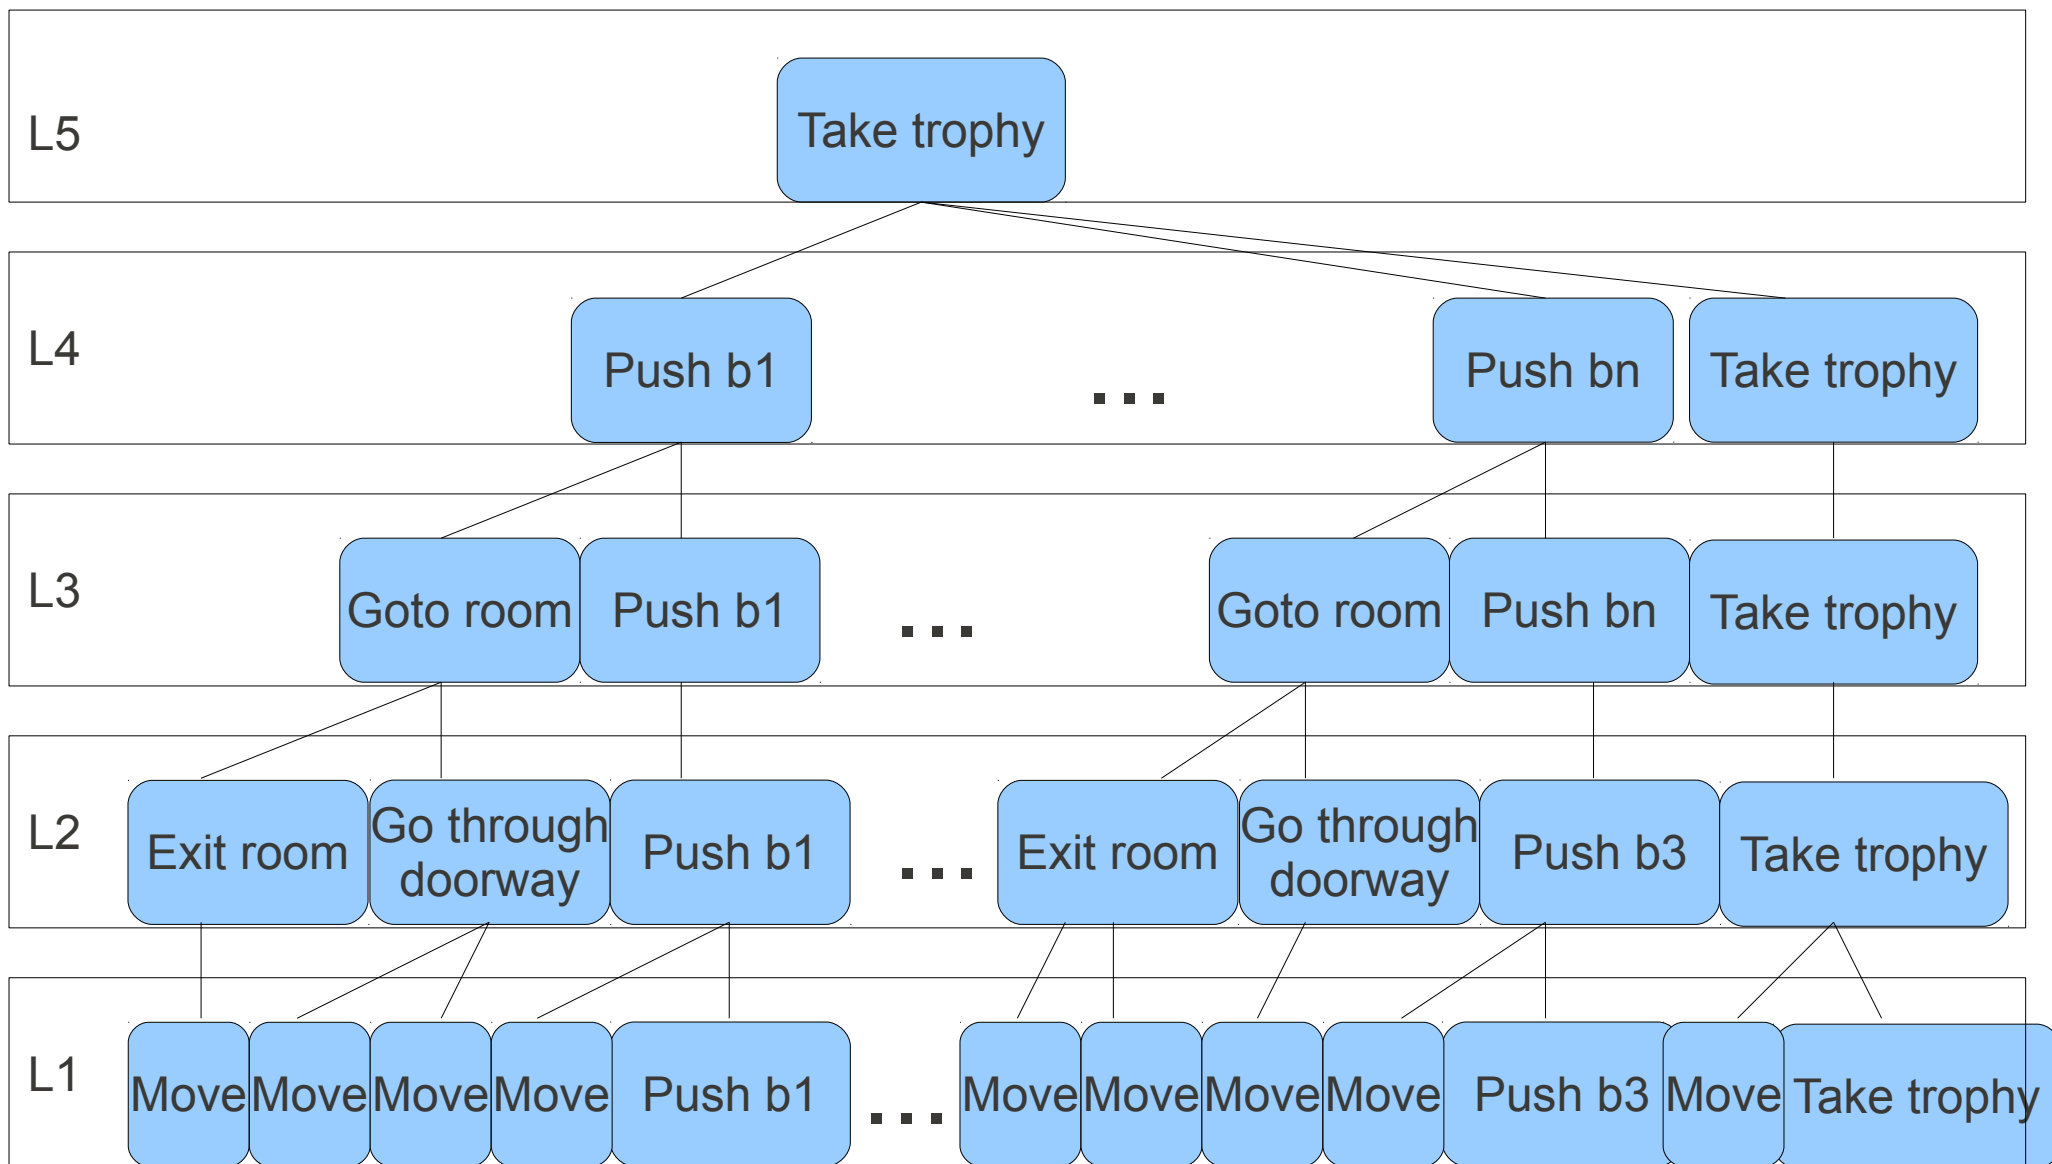 L5
Take trophy
L4
Push b1
...
Push bn
Take trophy
L3
Goto room
Push b1
...
Goto room
Push bn
Take trophy
L2
Exit room
Go through
doorway
Push b1
...
Exit room
Go through
doorway
Push b3
Take trophy
L1
Move
Move
Move
Move
Push b1
...
Move
Move
Move
Move
Push b3
Move
Take trophy